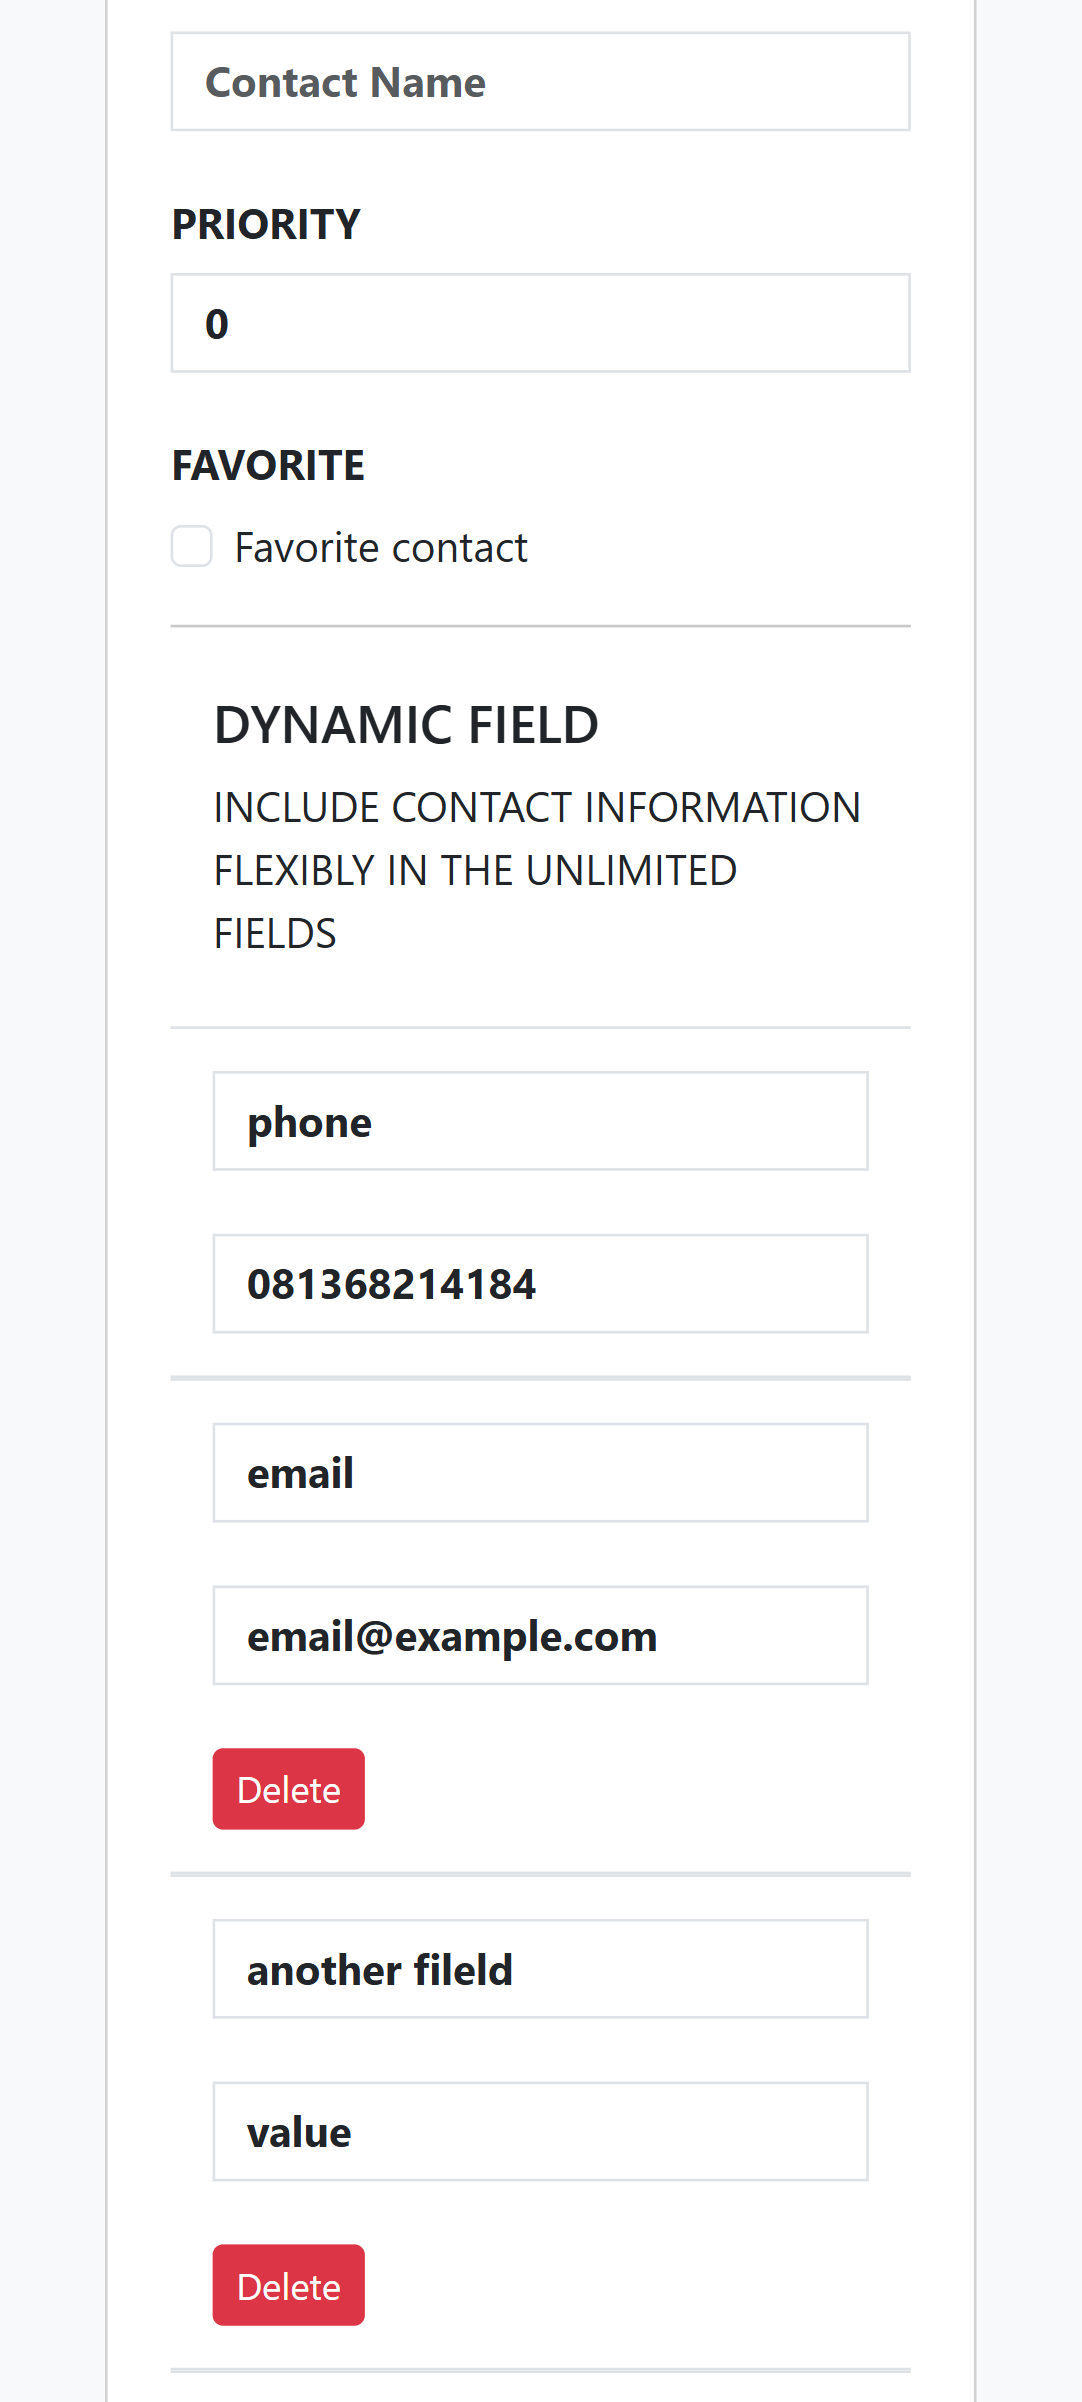 Contact Name
PRIORITY
0
FAVORITE
Favorite contact
DYNAMIC FIELD
INCLUDE CONTACT INFORMATION
FLEXIBLY IN THE UNLIMITED
FIELDS
phone
081368214184
email
email@example.com
Delete
another fileld
value
Delete